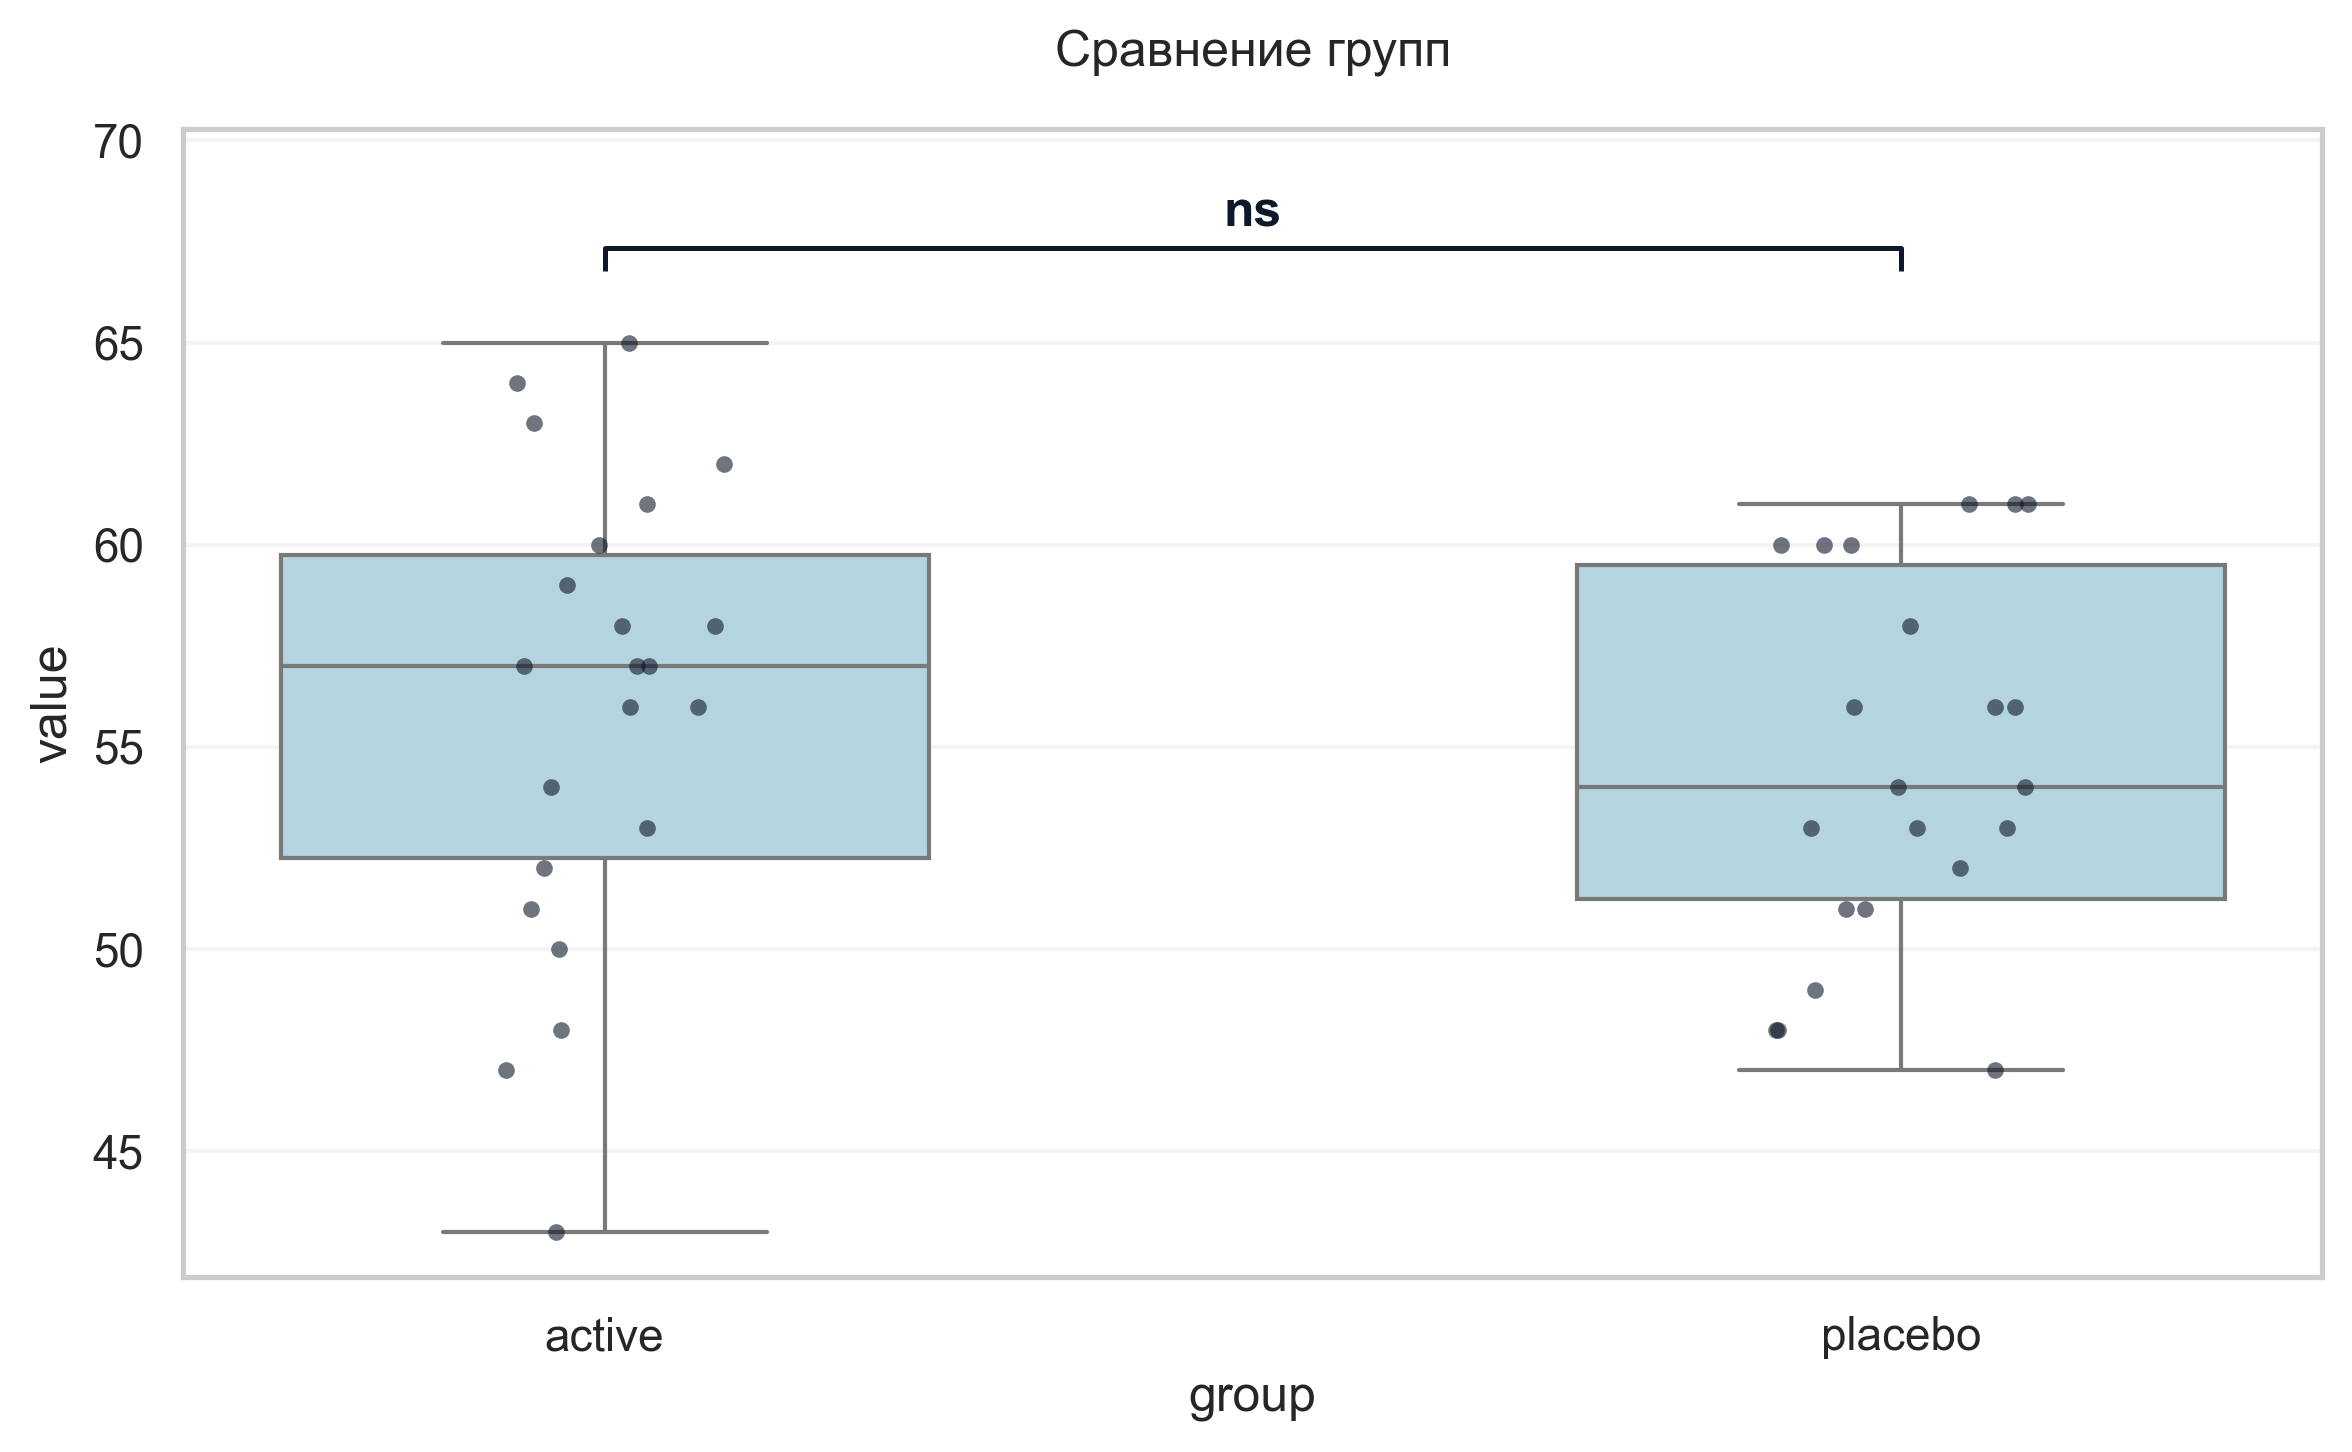 Сравнение групп
70
ns
65
60
55
50
45
value
active
placebo
group